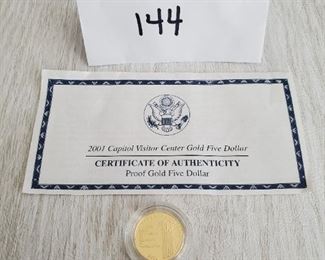 144
2001 Capitol Visitor Center Gold Five Dollar
CERTIFICATE OF AUTHENTICITY
Proof Gold Five Dollar